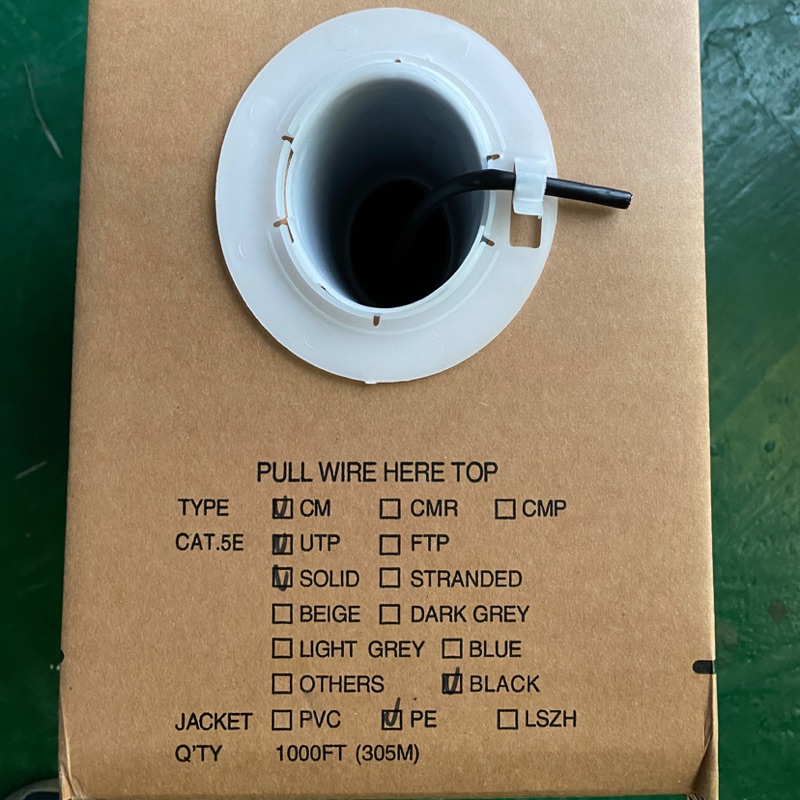 PULL WIRE HERE TOP
TYPE ☑ CM ☐ CMR ☐ CMP
CAT.5E ☑ UTP ☐ FTP
☑ SOLID ☐ STRANDED
☐ BEIGE ☐ DARK GREY
☐ LIGHT GREY ☐ BLUE
☐ OTHERS ☑ BLACK
JACKET ☐ PVC ☑ PE ☐ LSZH
Q'TY 1000FT (305M)